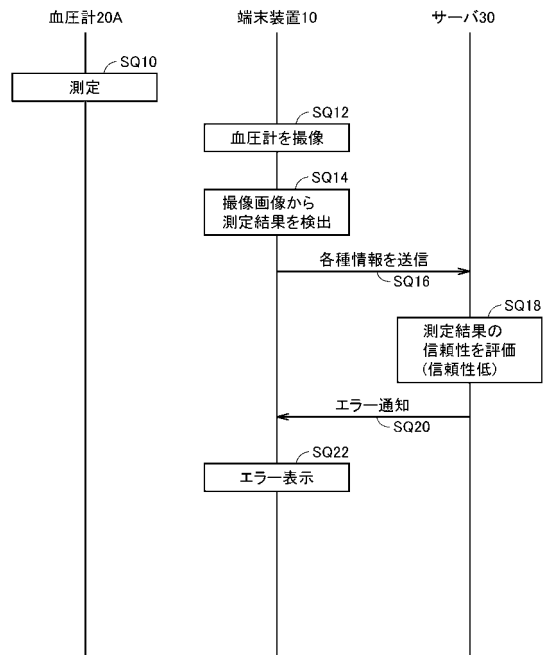 血圧計20A
端末装置10
サーバ30
SQ10
測定
SQ12
血圧計を撮像
SQ14
撮像画像から
測定結果を検出
各種情報を送信
SQ16
SQ18
測定結果の
信頼性を評価
(信頼性低)
エラー通知
SQ20
SQ22
エラー表示